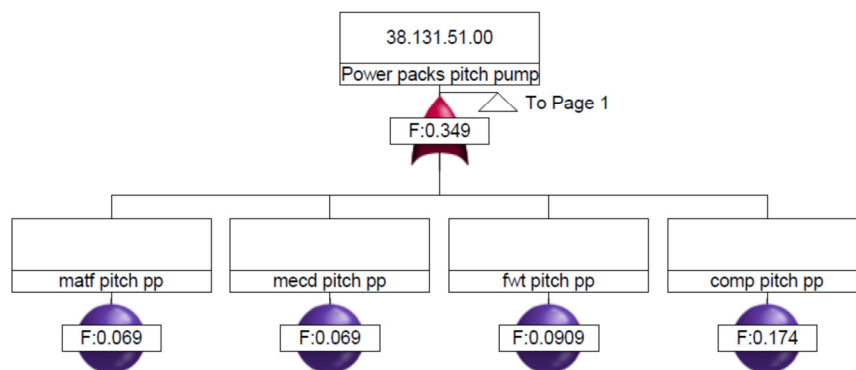 38.131.51.00
Power packs pitch pump
To Page 1
F:0.349
matf pitch pp
mecd pitch pp
fwt pitch pp
comp pitch pp
F:0.069
F:0.069
F:0.0909
F:0.174